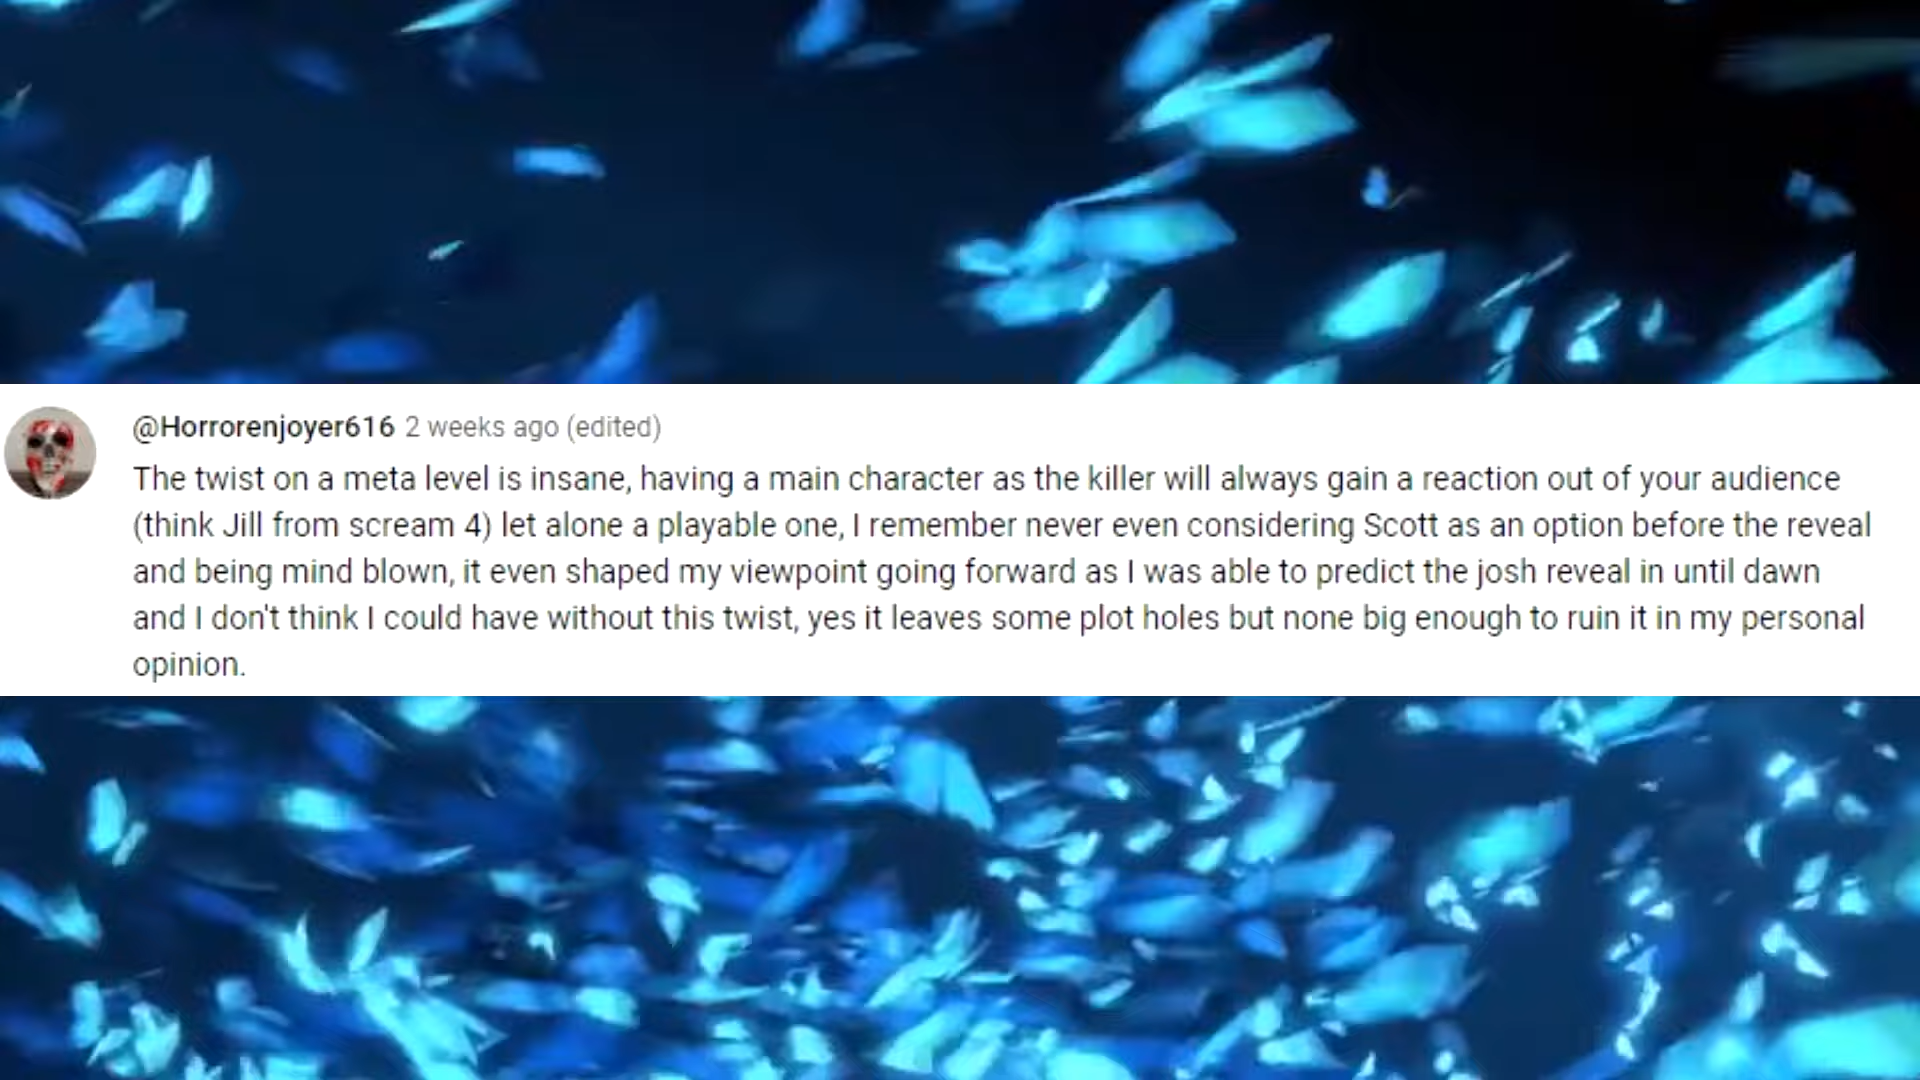 @Horrorenjoyer616 2 weeks ago (edited)
The twist on a meta level is insane, having a main character as the killer will always gain a reaction out of your audience
(think Jill from scream 4) let alone a playable one, I remember never even considering Scott as an option before the reveal
and being mind blown, it even shaped my viewpoint going forward as I was able to predict the josh reveal in until dawn
and I don't think I could have without this twist, yes it leaves some plot holes but none big enough to ruin it in my personal
opinion.